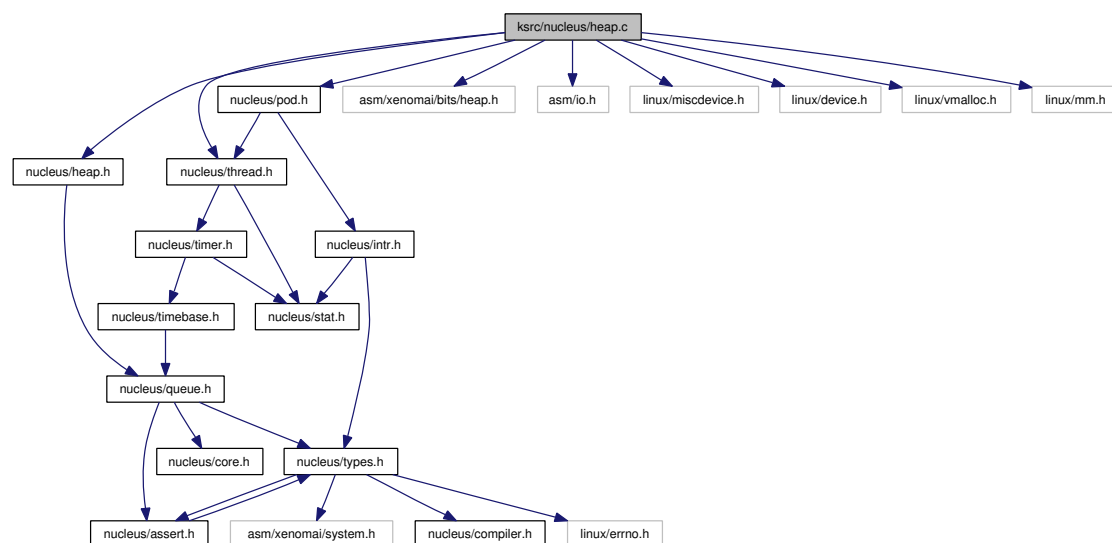 ksrc/nucleus/heap.c
nucleus/pod.h
asm/xenomai/bits/heap.h
asm/io.h
linux/miscdevice.h
linux/device.h
linux/vmalloc.h
linux/mm.h
nucleus/heap.h
nucleus/thread.h
nucleus/timer.h
nucleus/intr.h
nucleus/timebase.h
nucleus/stat.h
nucleus/queue.h
nucleus/core.h
nucleus/types.h
nucleus/assert.h
asm/xenomai/system.h
nucleus/compiler.h
linux/errno.h